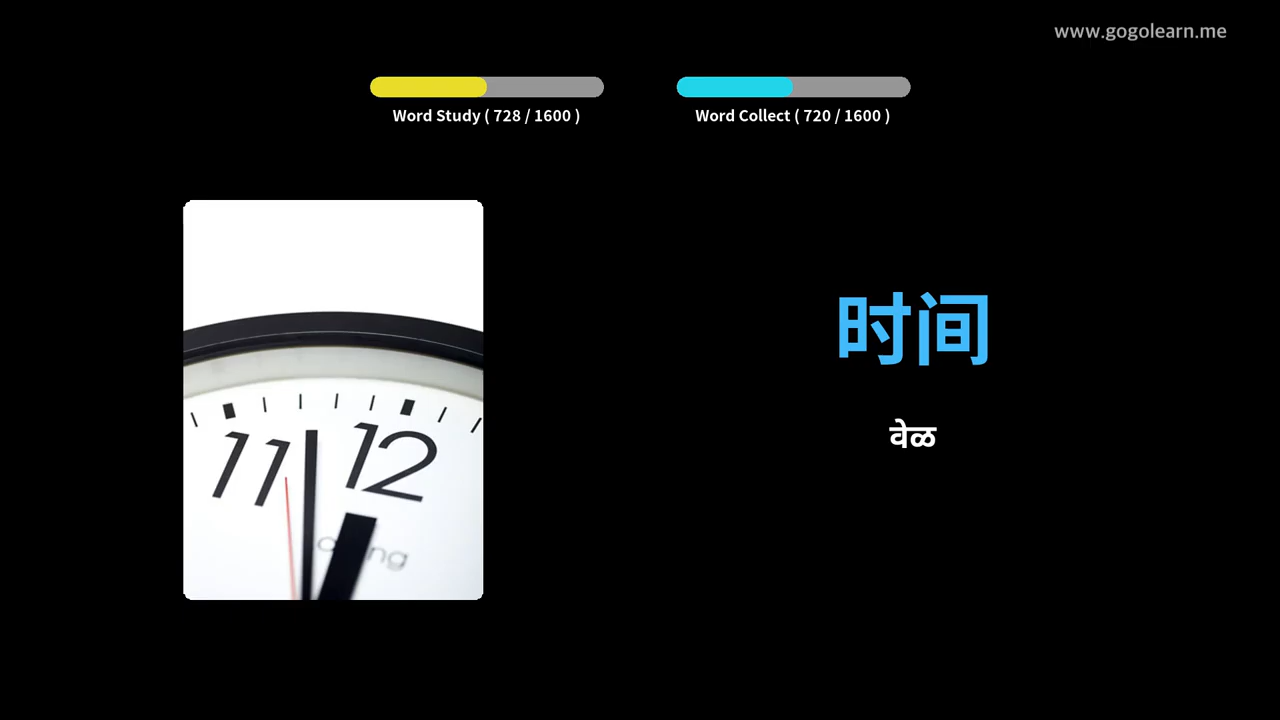 www.gogolearn.me
Word Study ( 728 / 1600 )
Word Collect ( 720 / 1600 )
时间
वेळ
11
12